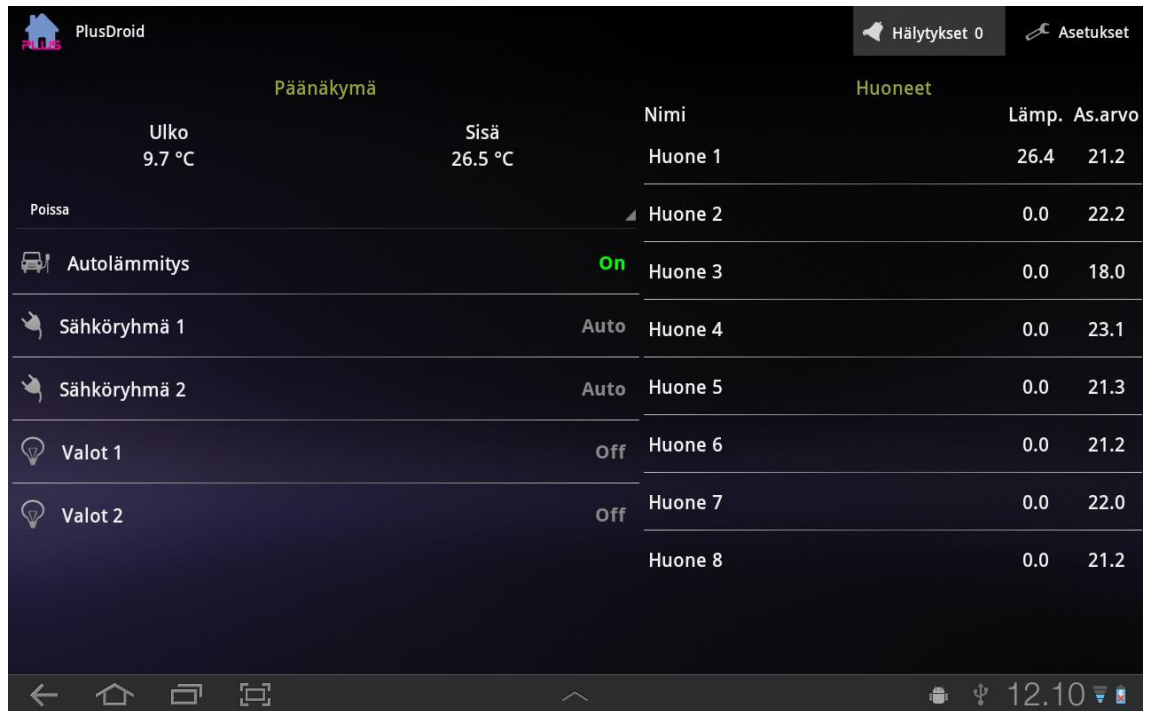 PLUS
PlusDroid
Hälytykset 0
Asetukset
Päänäkymä
Ulko Sisä
9.7 °C 26.5 °C
Poissa
Autolämmitys On
Sähköryhmä 1 Auto
Sähköryhmä 2 Auto
Valot 1 Off
Valot 2 Off
Huoneet
Nimi Lämp. As.arvo
Huone 1 26.4 21.2
Huone 2 0.0 22.2
Huone 3 0.0 18.0
Huone 4 0.0 23.1
Huone 5 0.0 21.3
Huone 6 0.0 21.2
Huone 7 0.0 22.0
Huone 8 0.0 21.2
12.10